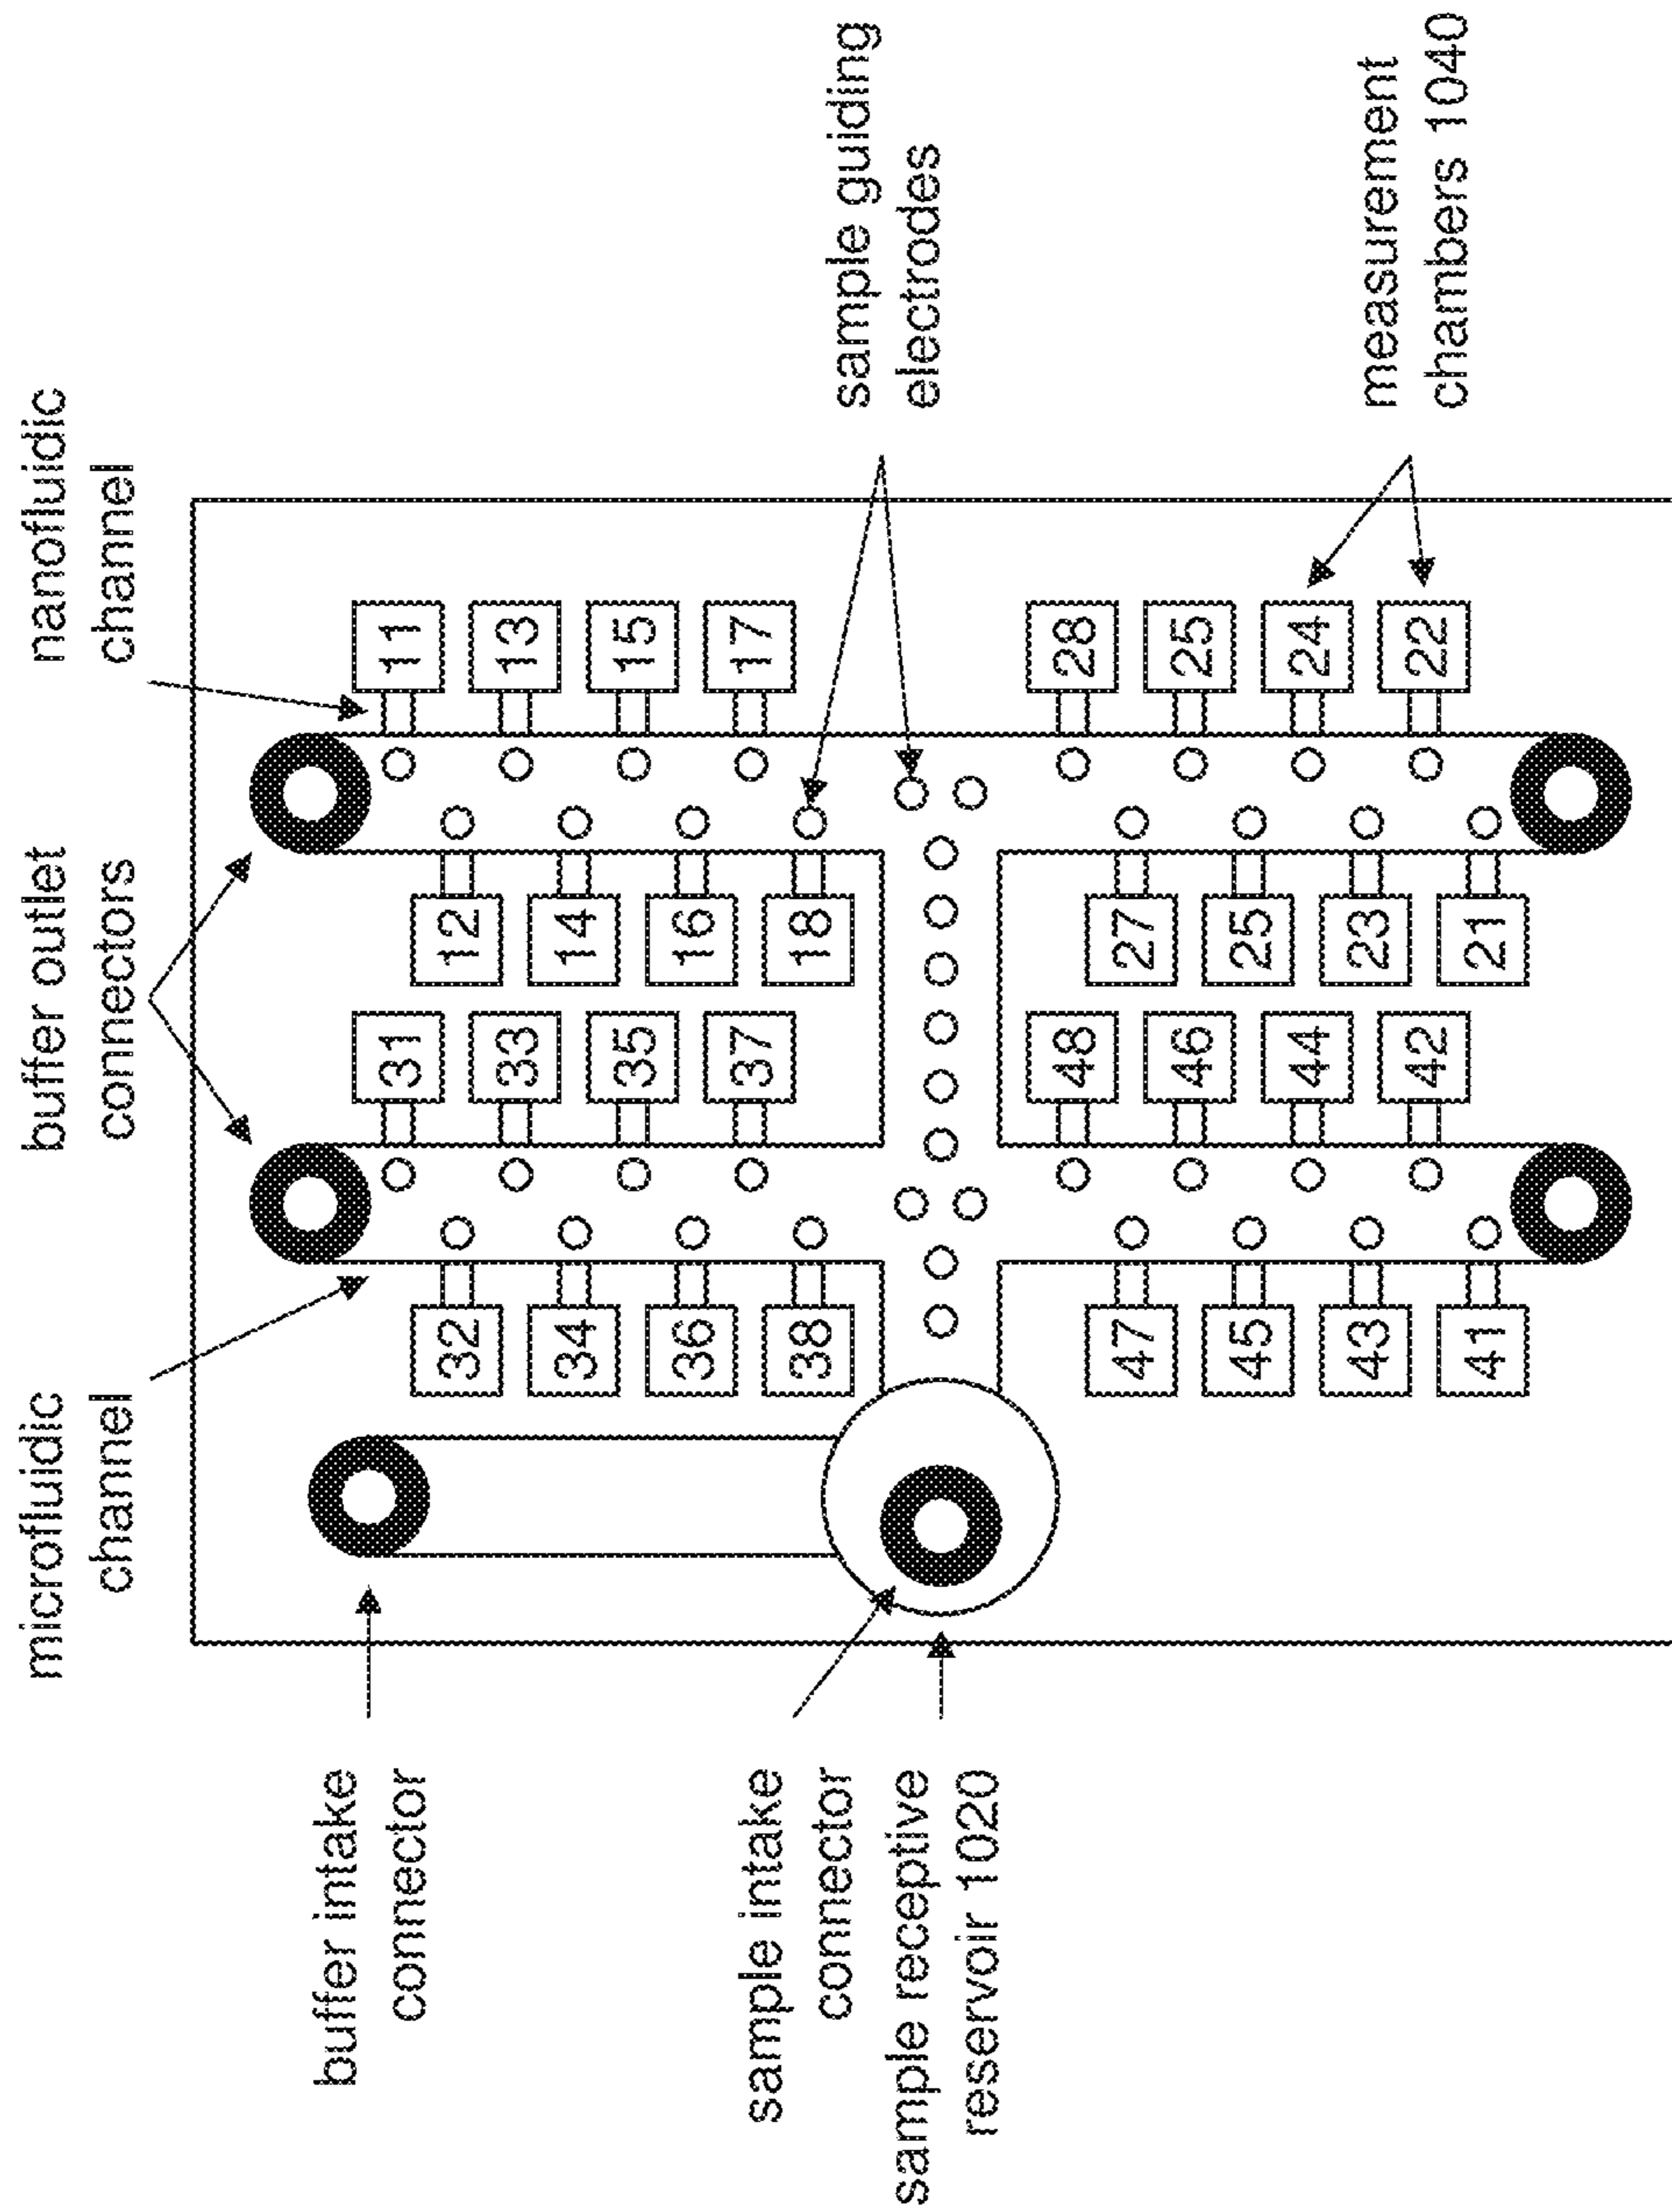 microfluidic
channel
buffer outlet
connectors
nanofluidic
channel
buffer intake
connector
31
11
32
12
33
13
34
14
35
15
36
16
37
17
38
18
sample intake
connector
sample receptive
reservoir 1020
sample guiding
electrodes
48
28
47
27
46
25
45
25
44
24
43
23
42
22
41
21
measurement
chambers 1040